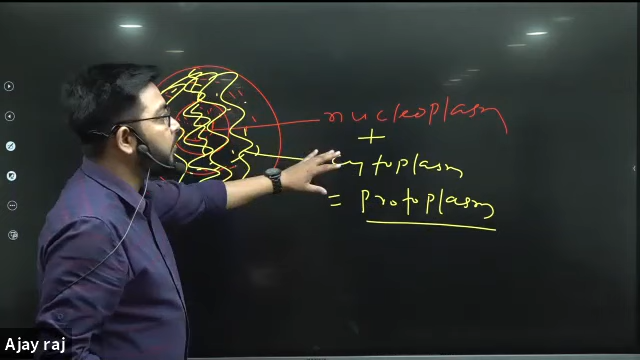 nucleoplasm
+
cytoplasm
= Protoplasm
Ajay raj